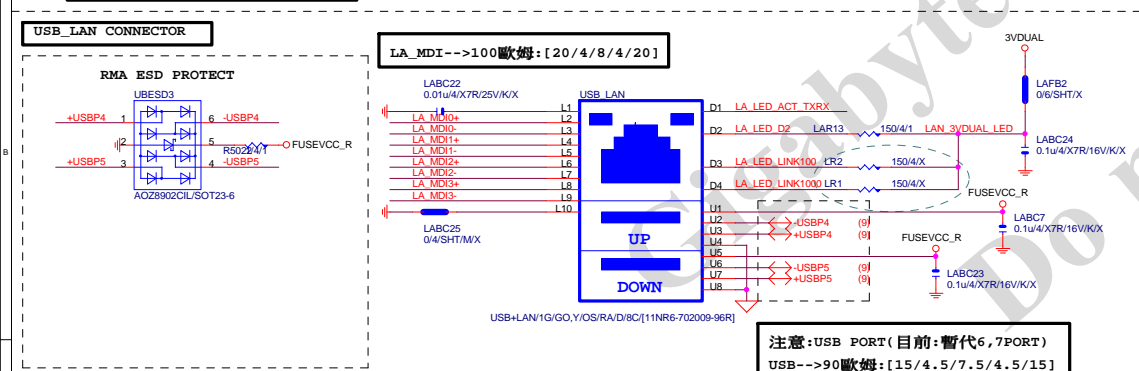 USB_LAN CONNECTOR
LA_MDI-->100歐姆:[20/4/8/4/20]
RMA ESD PROTECT
UBESD3
+USBP4
1
6
-USBP4
2
5
FUSEVCC_R
+USBP5
3
4
-USBP5
AOZ8902CIL/SOT23-6
LABC22
0.01u/4/X7R/25V/K/X
LA_MDI0+
LA_MDI0-
LA_MDI1+
LA_MDI1-
LA_MDI2+
LA_MDI2-
LA_MDI3+
LA_MDI3-
LABC25
0/4/SHT/M/X
USB_LAN
L1
L2
L3
L4
L5
L6
L7
L8
L9
L10
UP
DOWN
D1
D2
D3
D4
U1
U2
U3
U4
U5
U6
U7
U8
USB+LAN/1G/GO,Y/OS/RA/D/8C/[11NR6-702009-96R]
LA_LED_ACT_TXRX
LA_LED_D2
LAR13
150/4/1
LAN_3VDUAL_LED
LA_LED_LINK100
LR2
150/4/X
LA_LED_LINK1000
LR1
150/4/X
-USBP4
(9)
+USBP4
(9)
-USBP5
(9)
+USBP5
(9)
3VDUAL
LAFB2
0/6/SHT/X
LABC24
0.1u/4/X7R/16V/K/X
FUSEVCC_R
LABC7
0.1u/4/X7R/16V/K/X
FUSEVCC_R
LABC23
0.1u/4/X7R/16V/K/X
注意:USB PORT(目前:暫代6,7PORT)
USB-->90歐姆:[15/4.5/7.5/4.5/15]
B
Gigabyte
Do